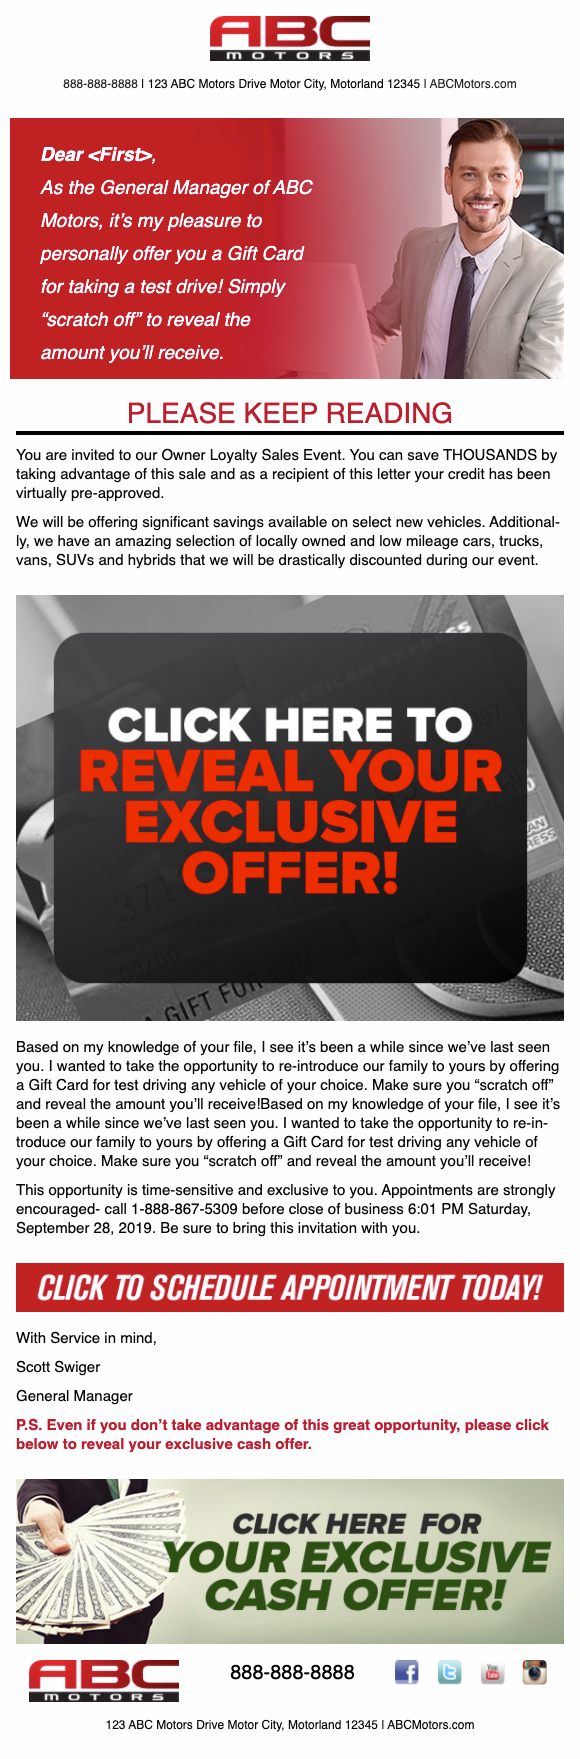 ABC
MOTORS
888-888-8888 | 123 ABC Motors Drive Motor City, Motorland 12345 | ABCMotors.com
Dear <First>,
As the General Manager of ABC
Motors, it's my pleasure to
personally offer you a Gift Card
for taking a test drive! Simply
“scratch off” to reveal the
amount you'll receive.
PLEASE KEEP READING
You are invited to our Owner Loyalty Sales Event. You can save THOUSANDS by
taking advantage of this sale and as a recipient of this letter your credit has been
virtually pre-approved.
We will be offering significant savings available on select new vehicles. Additional-
ly, we have an amazing selection of locally owned and low mileage cars, trucks,
vans, SUVs and hybrids that we will be drastically discounted during our event.
AMERICAN EXPRESS
CLICK HERE TO
REVEAL YOUR
EXCLUSIVE
OFFER!
A GIFT FOR YOU
Based on my knowledge of your file, I see it's been a while since we've last seen
you. I wanted to take the opportunity to re-introduce our family to yours by offering
a Gift Card for test driving any vehicle of your choice. Make sure you “scratch off”
and reveal the amount you'll receive!Based on my knowledge of your file, I see it's
been a while since we've last seen you. I wanted to take the opportunity to re-in-
troduce our family to yours by offering a Gift Card for test driving any vehicle of
your choice. Make sure you “scratch off” and reveal the amount you'll receive!
This opportunity is time-sensitive and exclusive to you. Appointments are strongly
encouraged- call 1-888-867-5309 before close of business 6:01 PM Saturday,
September 28, 2019. Be sure to bring this invitation with you.
CLICK TO SCHEDULE APPOINTMENT TODAY!
With Service in mind,
Scott Swiger
General Manager
P.S. Even if you don't take advantage of this great opportunity, please click
below to reveal your exclusive cash offer.
CLICK HERE FOR
YOUR EXCLUSIVE
CASH OFFER!
ABC
MOTORS
888-888-8888
You
Tube
123 ABC Motors Drive Motor City, Motorland 12345 | ABCMotors.com